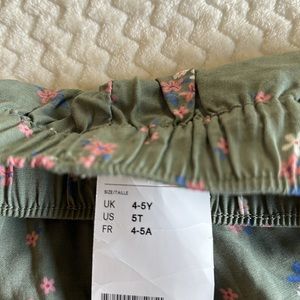 SIZE/TAILLE
UK 4-5Y
US 5T
FR 4-5A